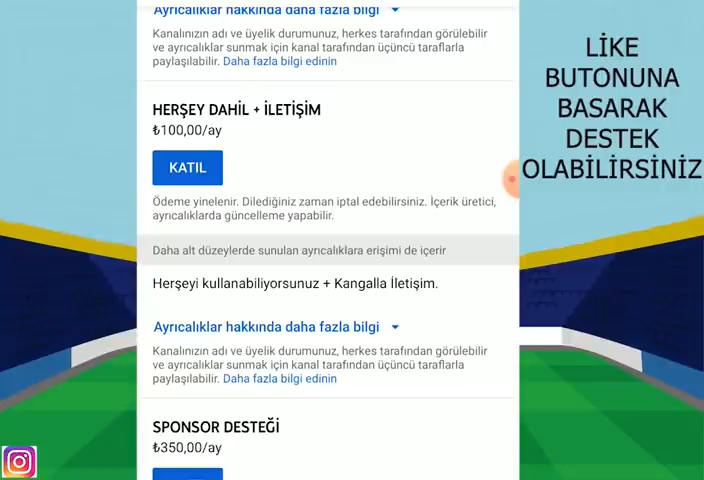 Ayrıcalıklar hakkında daha fazla bilgi
Kanalınızın adı ve üyelik durumunuz, herkes tarafından görülebilir
ve ayrıcalıklar sunmak için kanal tarafından üçüncü taraflarla
paylaşılabilir. Daha fazla bilgi edinin
HERŞEY DAHİL + İLETİŞİM
₺100,00/ay
KATIL
Ödeme yinelenir. Dilediğiniz zaman iptal edebilirsiniz. İçerik üretici,
ayrıcalıklarda güncelleme yapabilir.
Daha alt düzeylerde sunulan ayrıcalıklara erişimi de içerir
Herşeyi kullanabiliyorsunuz + Kangalla İletişim.
Ayrıcalıklar hakkında daha fazla bilgi
Kanalınızın adı ve üyelik durumunuz, herkes tarafından görülebilir
ve ayrıcalıklar sunmak için kanal tarafından üçüncü taraflarla
paylaşılabilir. Daha fazla bilgi edinin
SPONSOR DESTEĞİ
₺350,00/ay
LİKE
BUTONUNA
BASARAK
DESTEK
OLABİLİRSİNİZ